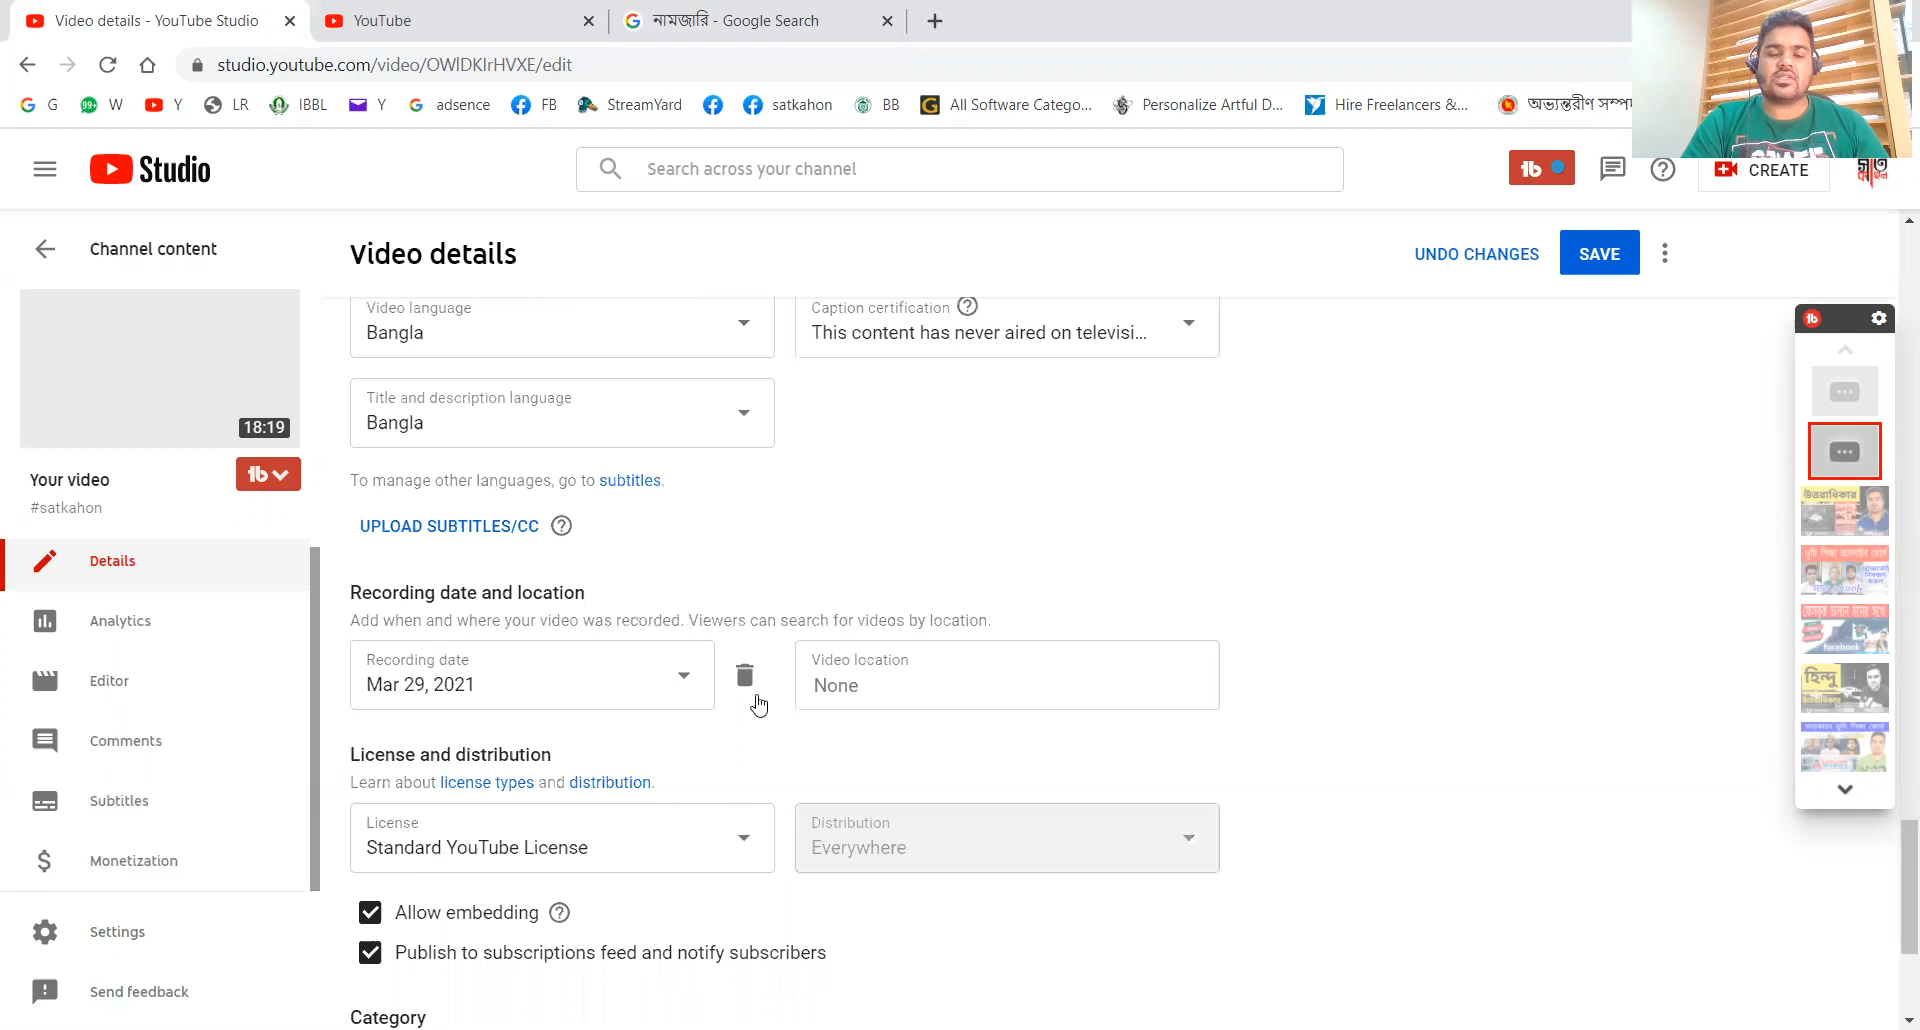 Video details - YouTube Studio
YouTube
নামজারি - Google Search
studio.youtube.com/video/OWlDKIrHVXE/edit
G
99+ W
Y
LR
IBBL
Y
adsence
FB
StreamYard
satkahon
BB
All Software Catego...
Personalize Artful D...
Hire Freelancers &...
Studio
Search across your channel
CREATE
Channel content
Video details
UNDO CHANGES
SAVE
18:19
Your video
#satkahon
Details
Analytics
Editor
Comments
Subtitles
Monetization
Settings
Send feedback
Video language
Bangla
Caption certification
This content has never aired on televisi...
Title and description language
Bangla
To manage other languages, go to subtitles.
UPLOAD SUBTITLES/CC
Recording date and location
Add when and where your video was recorded. Viewers can search for videos by location.
Recording date
Mar 29, 2021
Video location
None
License and distribution
Learn about license types and distribution.
License
Standard YouTube License
Distribution
Everywhere
Allow embedding
Publish to subscriptions feed and notify subscribers
Category
উত্তরাধিকার
ভূমি শিক্ষা অনলাইন কোর্স
facebook
হিন্দু